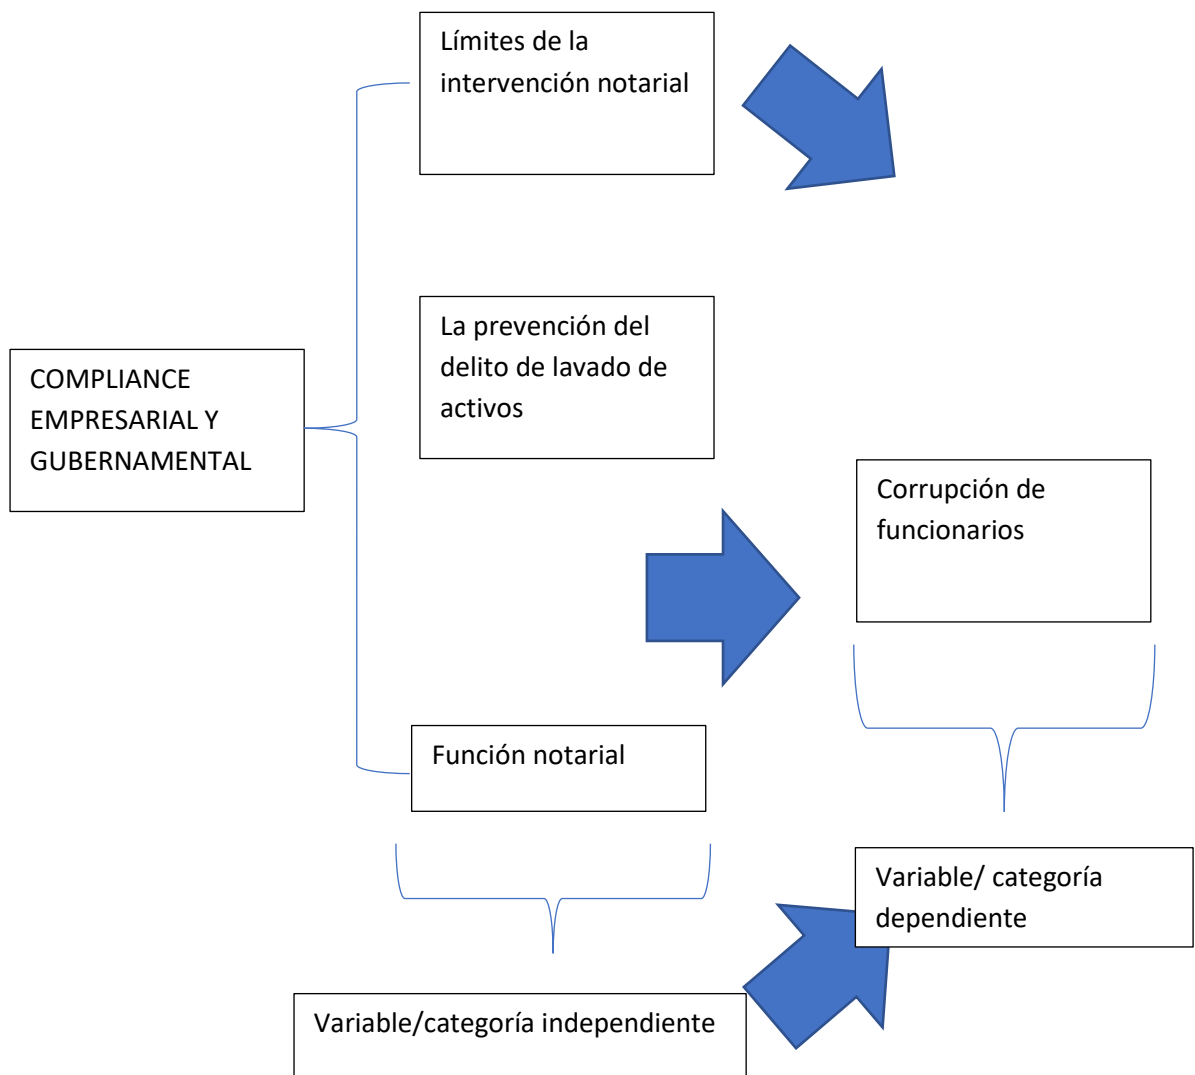 Límites de la
intervención notarial
La prevención del
delito de lavado de
activos
COMPLIANCE
EMPRESARIAL Y
GUBERNAMENTAL
Corrupción de
funcionarios
Función notarial
Variable/ categoría
dependiente
Variable/categoría independiente